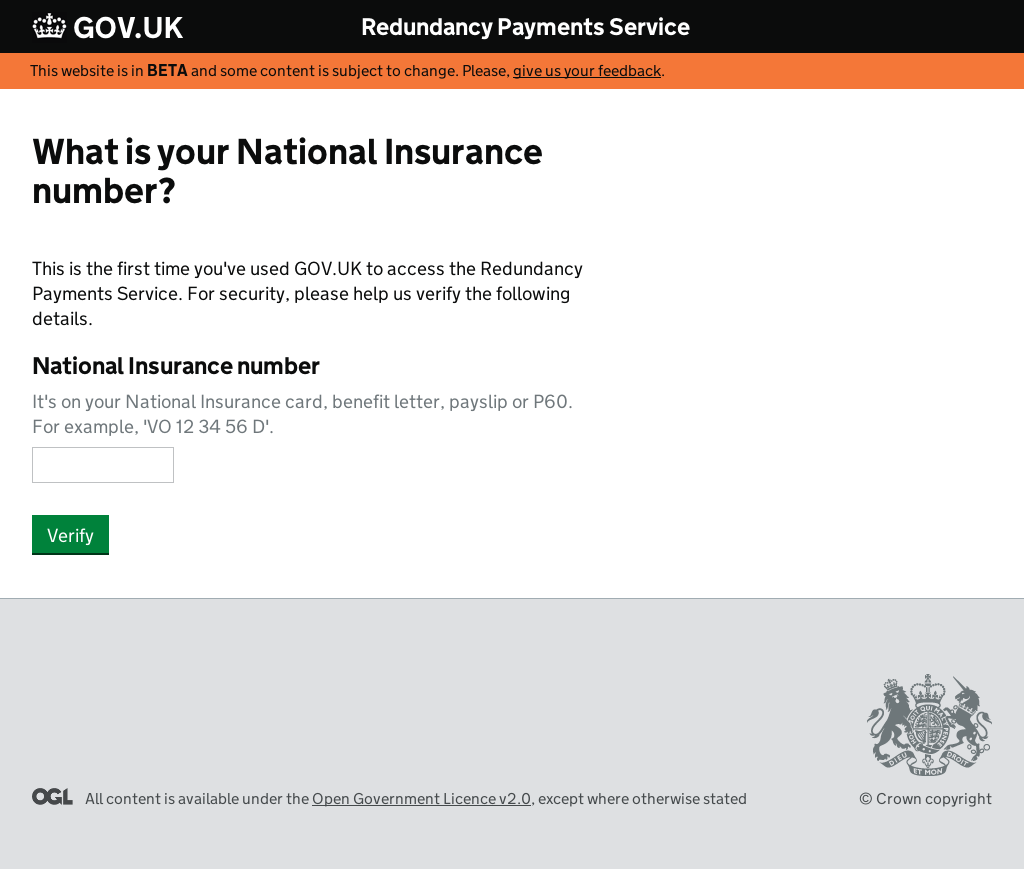 GOV.UK
Redundancy Payments Service
This website is in BETA and some content is subject to change. Please, give us your feedback.
What is your National Insurance
number?
This is the first time you've used GOV.UK to access the Redundancy
Payments Service. For security, please help us verify the following
details.
National Insurance number
It's on your National Insurance card, benefit letter, payslip or P60.
For example, 'VO 12 34 56 D'.
Verify
DIEU ET MON DROIT
OGL All content is available under the Open Government Licence v2.0, except where otherwise stated
© Crown copyright